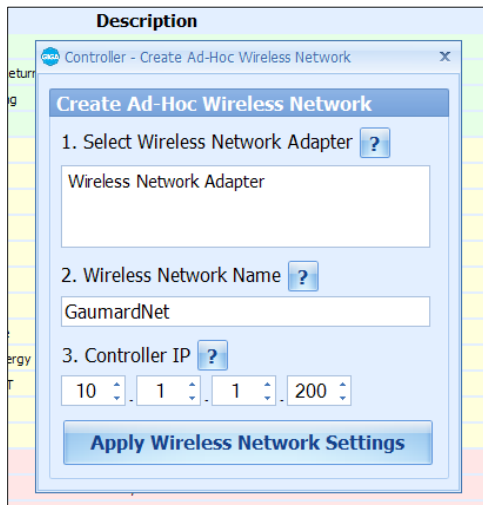 Description
Controller - Create Ad-Hoc Wireless Network x
Create Ad-Hoc Wireless Network
1. Select Wireless Network Adapter ?
Wireless Network Adapter
2. Wireless Network Name ?
GaumardNet
3. Controller IP ?
10 . 1 . 1 . 200
Apply Wireless Network Settings